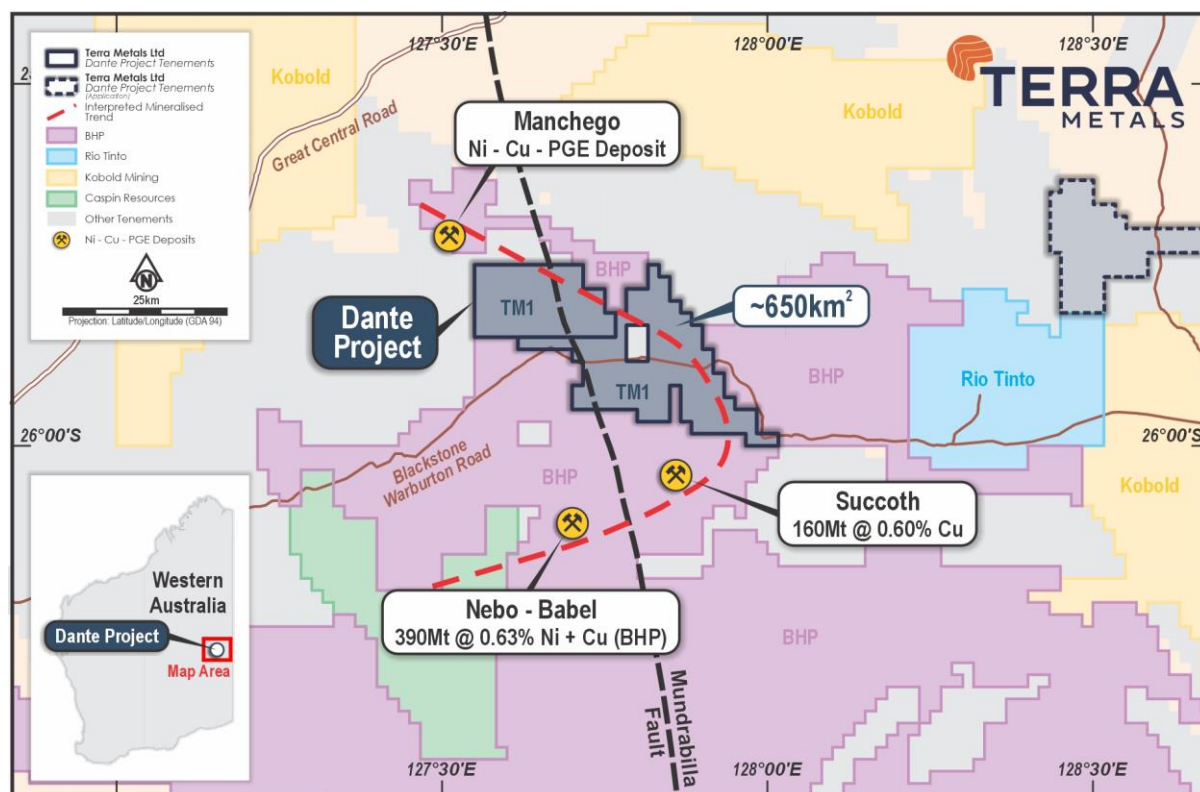 127°30'E
128°00'E
128°30'E
Terra Metals Ltd
Dante Project Tenements
Terra Metals Ltd
Dante Project Tenements
(Application)
Interpreted Mineralised
Trend
BHP
Rio Tinto
Kobold Mining
Caspin Resources
Other Tenements
Ni - Cu - PGE Deposits
N
25km
Projection: Latitude/Longitude (GDA 94)
Kobold
Great Central Road
Manchego
Ni - Cu - PGE Deposit
Kobold
TERRA
METALS
BHP
TM1
Dante
Project
~650km²
TM1
BHP
Rio Tinto
26°00'S
26°00'S
Blackstone
Warburton Road
BHP
Kobold
Succoth
160Mt @ 0.60% Cu
Nebo - Babel
390Mt @ 0.63% Ni + Cu (BHP)
BHP
Mundrabilla
Fault
Western
Australia
Dante Project
Map Area
127°30'E
128°00'E
128°30'E